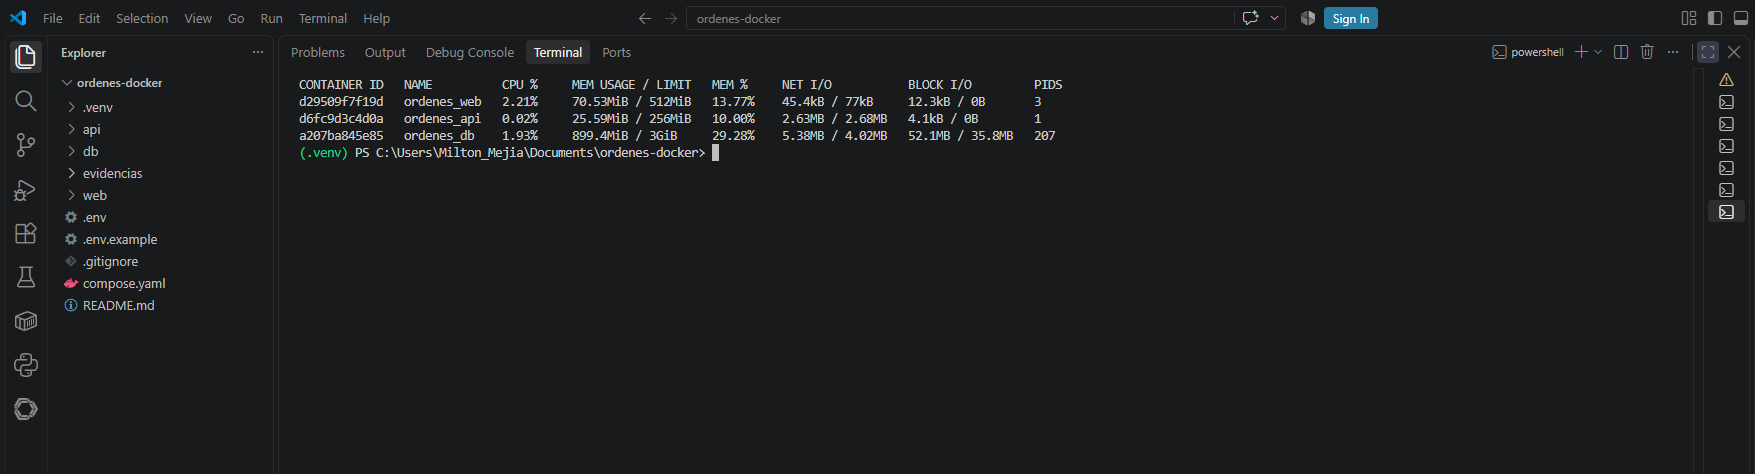 File Edit Selection View Go Run Terminal Help
ordenes-docker
Sign In
Explorer
ordenes-docker
.venv
api
db
evidencias
web
.env
.env.example
.gitignore
compose.yaml
README.md
Problems Output Debug Console Terminal Ports
powershell
CONTAINER ID NAME CPU % MEM USAGE / LIMIT MEM % NET I/O BLOCK I/O PIDS
d29509f7f19d ordenes_web 2.21% 70.53MiB / 512MiB 13.77% 45.4kB / 77kB 12.3kB / 0B 3
d6fc9d3c4d0a ordenes_api 0.02% 25.59MiB / 256MiB 10.00% 2.63MB / 2.68MB 4.1kB / 0B 1
a207ba845e85 ordenes_db 1.93% 899.4MiB / 3GiB 29.28% 5.38MB / 4.02MB 52.1MB / 35.8MB 207
(.venv) PS C:\Users\Milton_Mejia\Documents\ordenes-docker>